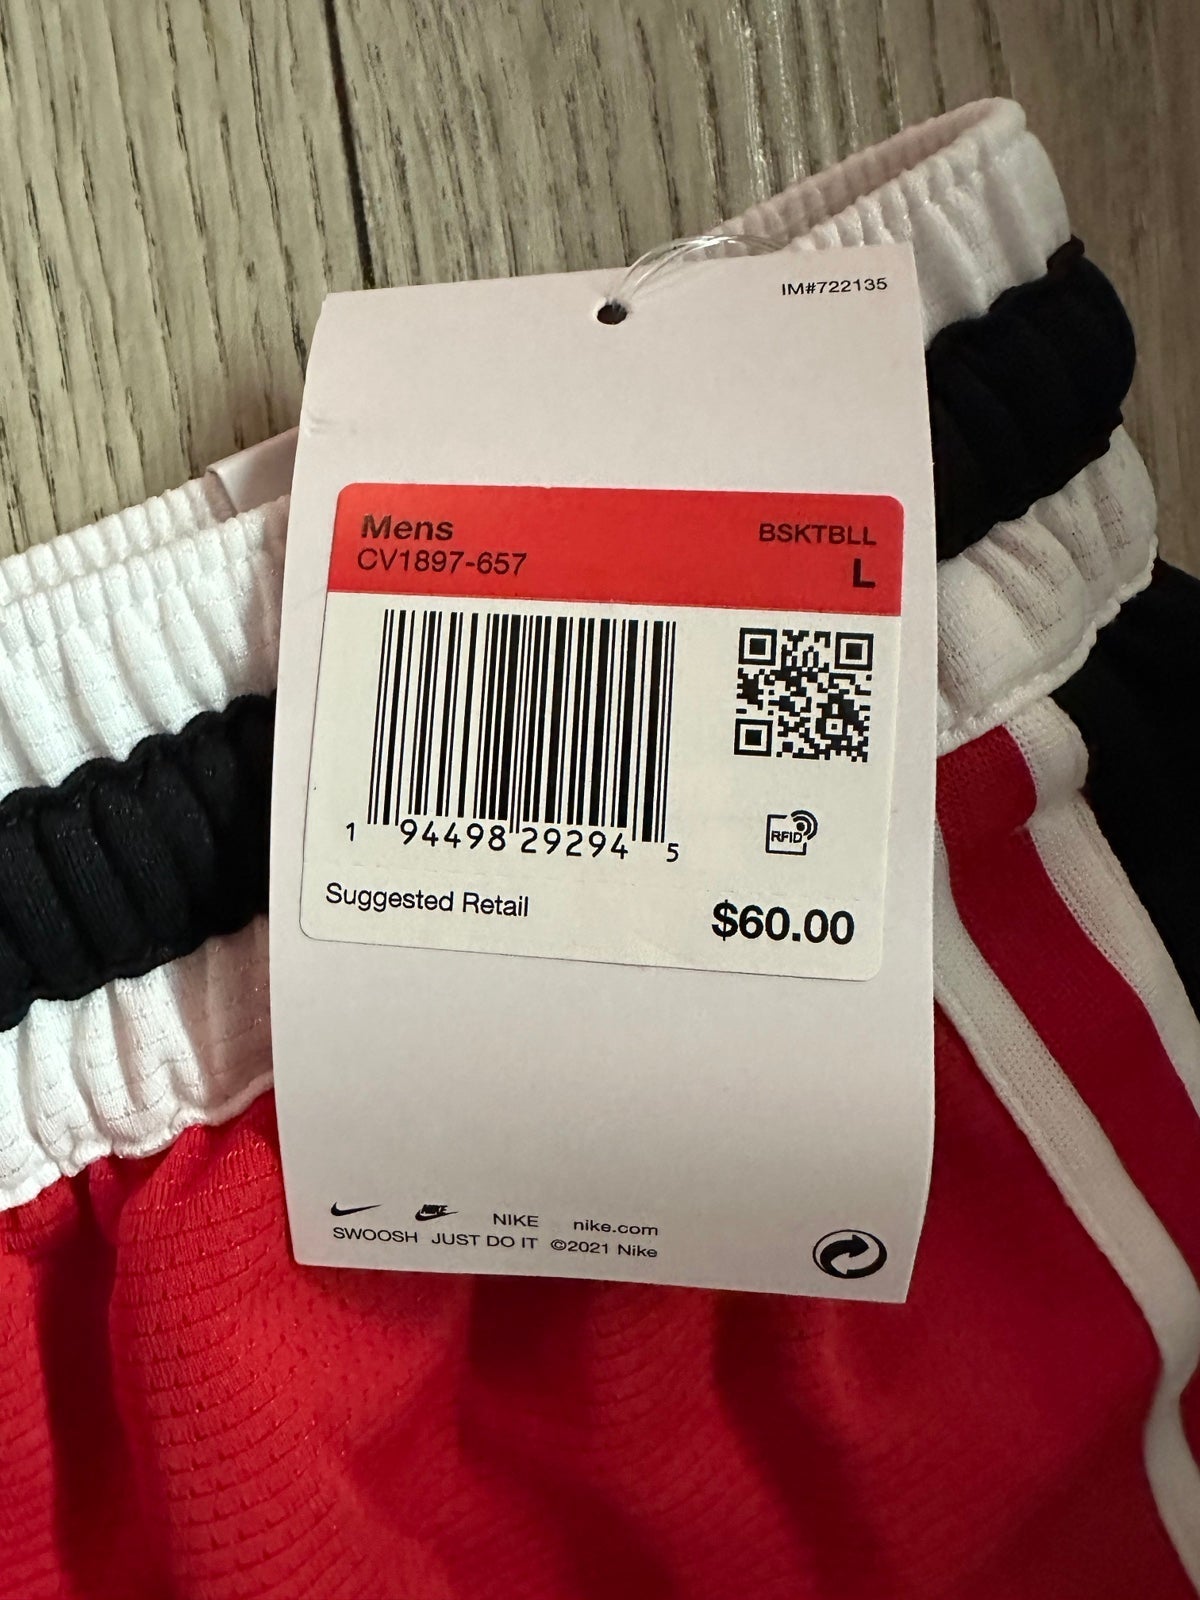 IM#722135
Mens
BSKTBLL
CV1897-657
L
1 94498 29294 5
RFID
Suggested Retail
$60.00
NIKE NIKE nike.com
SWOOSH JUST DO IT ©2021 Nike